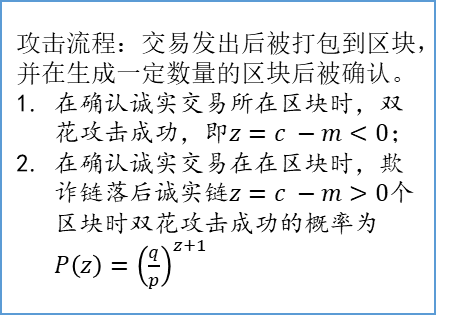 攻击流程：交易发出后被打包到区块，
并在生成一定数量的区块后被确认。
1. 在确认诚实交易所在区块时，双
花攻击成功，即z = c − m < 0；
2. 在确认诚实交易在在区块时，欺
诈链落后诚实链z = c − m > 0个
区块时双花攻击成功的概率为
P(z) = (q/p)^{z+1}